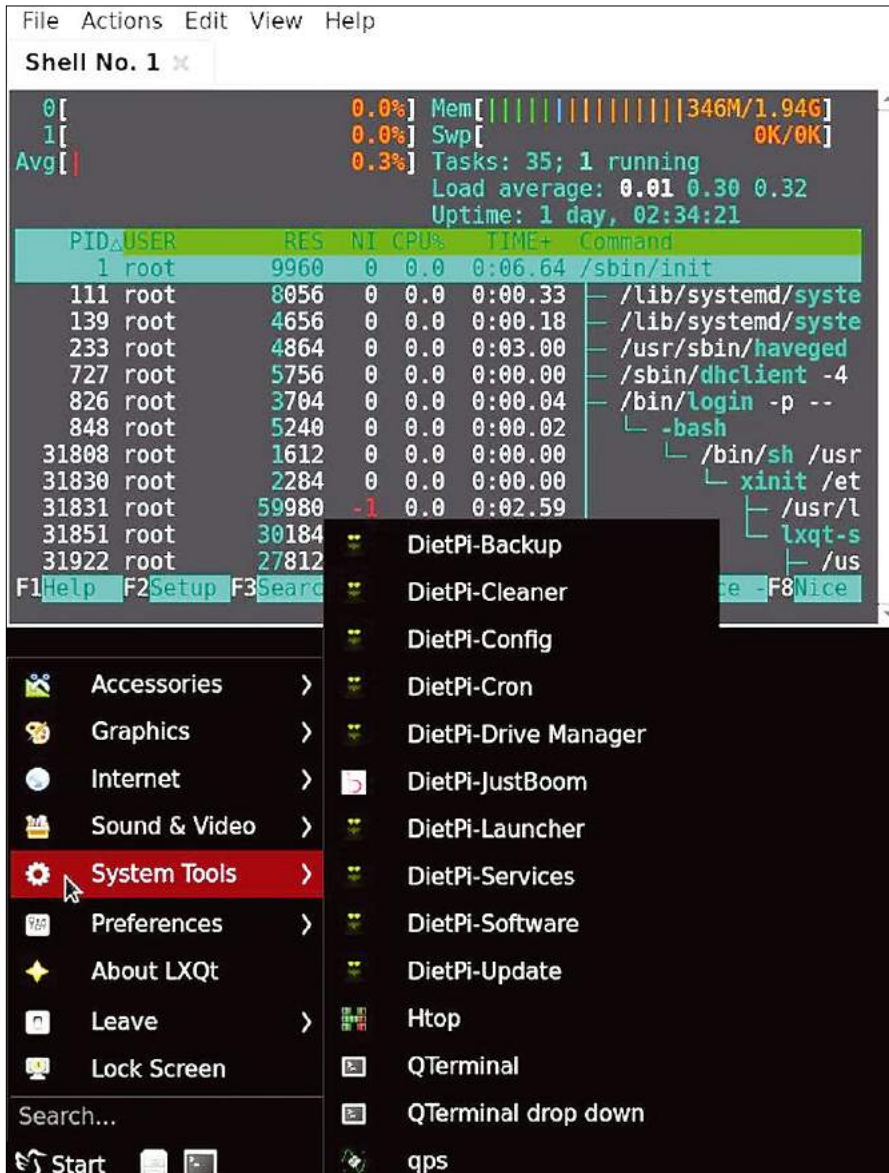 File Actions Edit View Help
Shell No. 1
0[ 0.0%] Mem[|||||||||||||||||346M/1.94G]
1[ 0.0%] Swp[ 0K/0K]
Avg[| 0.3%] Tasks: 35; 1 running
Load average: 0.01 0.30 0.32
Uptime: 1 day, 02:34:21
PID△USER RES NI CPU% TIME+ Command
1 root 9960 0 0.0 0:06.64 /sbin/init
111 root 8056 0 0.0 0:00.33 ├─ /lib/systemd/syste
139 root 4656 0 0.0 0:00.18 ├─ /lib/systemd/syste
233 root 4864 0 0.0 0:03.00 ├─ /usr/sbin/haveged
727 root 5756 0 0.0 0:00.00 ├─ /sbin/dhclient -4
826 root 3704 0 0.0 0:00.04 ├─ /bin/login -p --
848 root 5240 0 0.0 0:00.02 │ └─ -bash
31808 root 1612 0 0.0 0:00.00 │ └─ /bin/sh /usr
31830 root 2284 0 0.0 0:00.00 │ └─ xinit /et
31831 root 59980 -1 0.0 0:02.59 │ ├─ /usr/l
31851 root 30184 └─ lxqt-s
31922 root 27812 ├─ /us
F1Help F2Setup F3Searc ce -F8Nice
DietPi-Backup
DietPi-Cleaner
DietPi-Config
DietPi-Cron
DietPi-Drive Manager
DietPi-JustBoom
DietPi-Launcher
DietPi-Services
DietPi-Software
DietPi-Update
Htop
QTerminal
QTerminal drop down
qps
Accessories
Graphics
Internet
Sound & Video
System Tools
Preferences
About LXQt
Leave
Lock Screen
Search...
Start